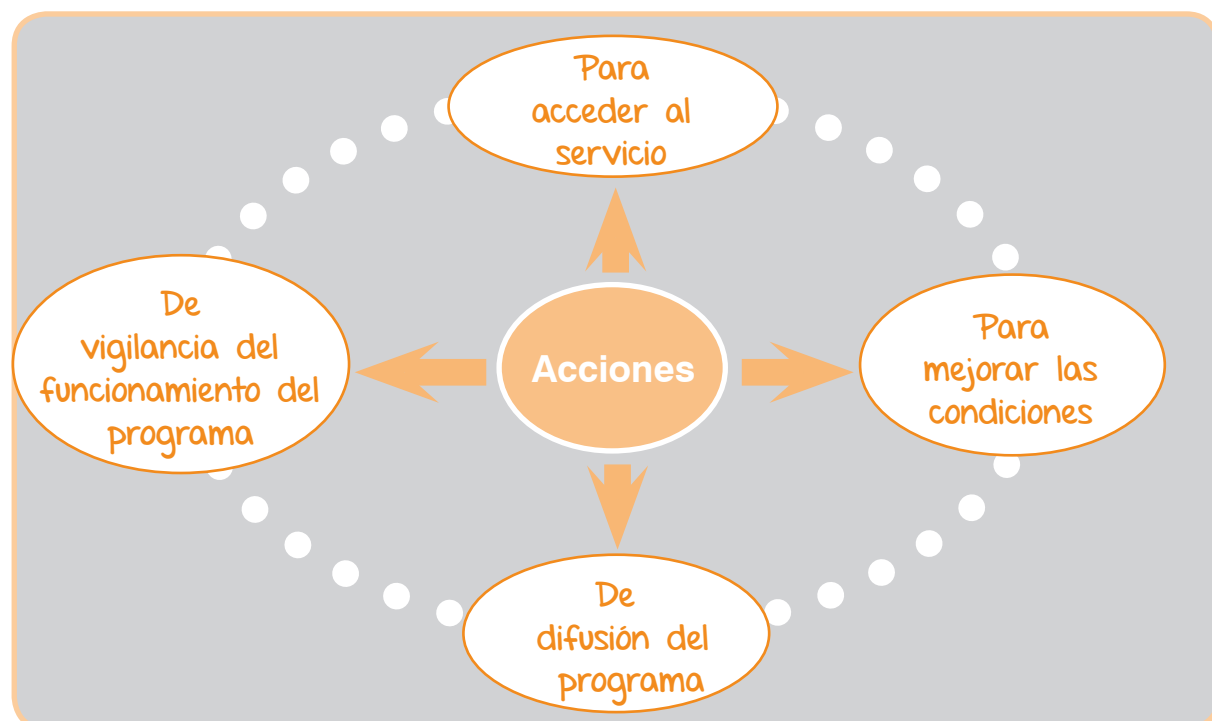 Para
acceder al
servicio
De
vigilancia del
funcionamiento del
programa
Acciones
Para
mejorar las
condiciones
De
difusión del
programa